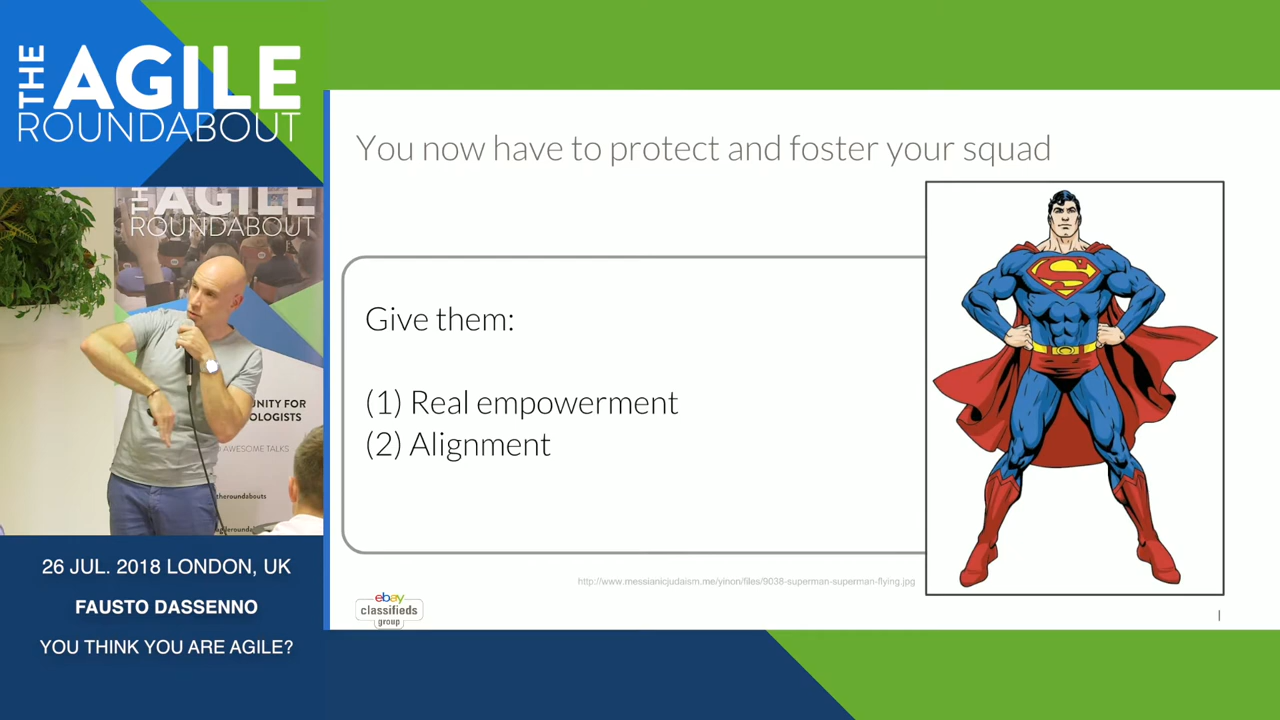 THE AGILE
ROUNDABOUT
THE AGILE
ROUNDABOUT
NITY FOR
OLOGISTS
AWESOME TALKS
theroundabouts
agileroundab
26 JUL. 2018 LONDON, UK
FAUSTO DASSENNO
YOU THINK YOU ARE AGILE?
You now have to protect and foster your squad
Give them:
(1) Real empowerment
(2) Alignment
http://www.messianicjudaism.me/yinon/files/9038-superman-superman-flying.jpg
ebay
classifieds
group
S